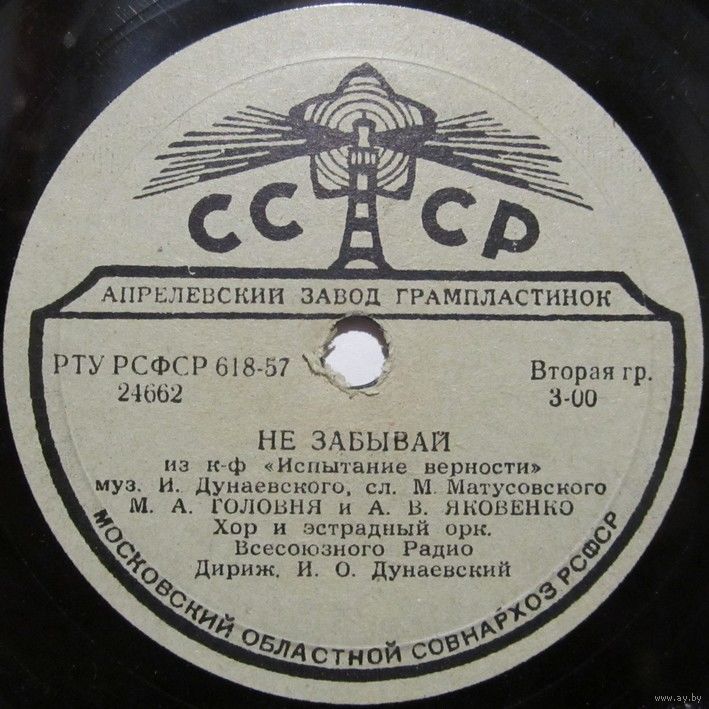 СССР
АПРЕЛЕВСКИЙ ЗАВОД ГРАМПЛАСТИНОК
РТУ РСФСР 618-57
24662
Вторая гр.
3-00
НЕ ЗАБЫВАЙ
из к-ф «Испытание верности»
муз. И. Дунаевского, сл. М. Матусовского
М. А. ГОЛОВНЯ и А. В. ЯКОВЕНКО
Хор и эстрадный орк.
Всесоюзного Радио
Дириж. И. О. Дунаевский
МОСКОВСКИЙ ОБЛАСТНОЙ СОВНАРХОЗ РСФСР
www.ay.by